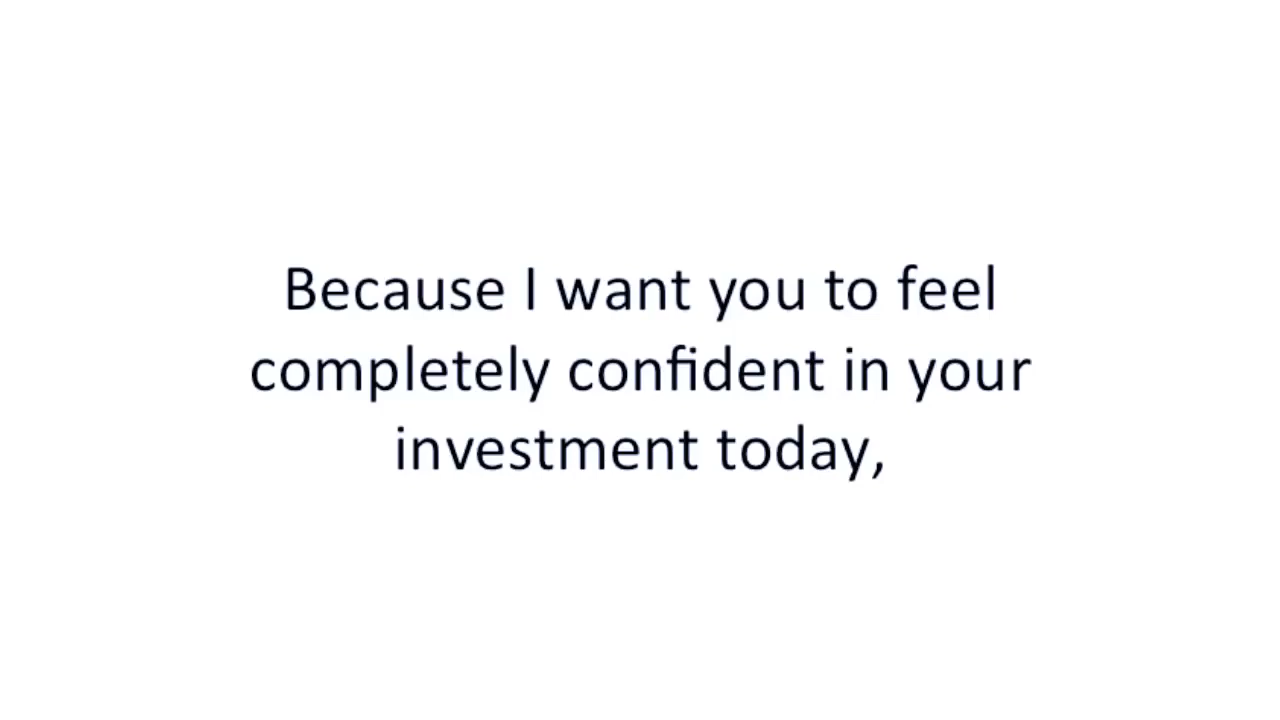 Because I want you to feel
completely confident in your
investment today,